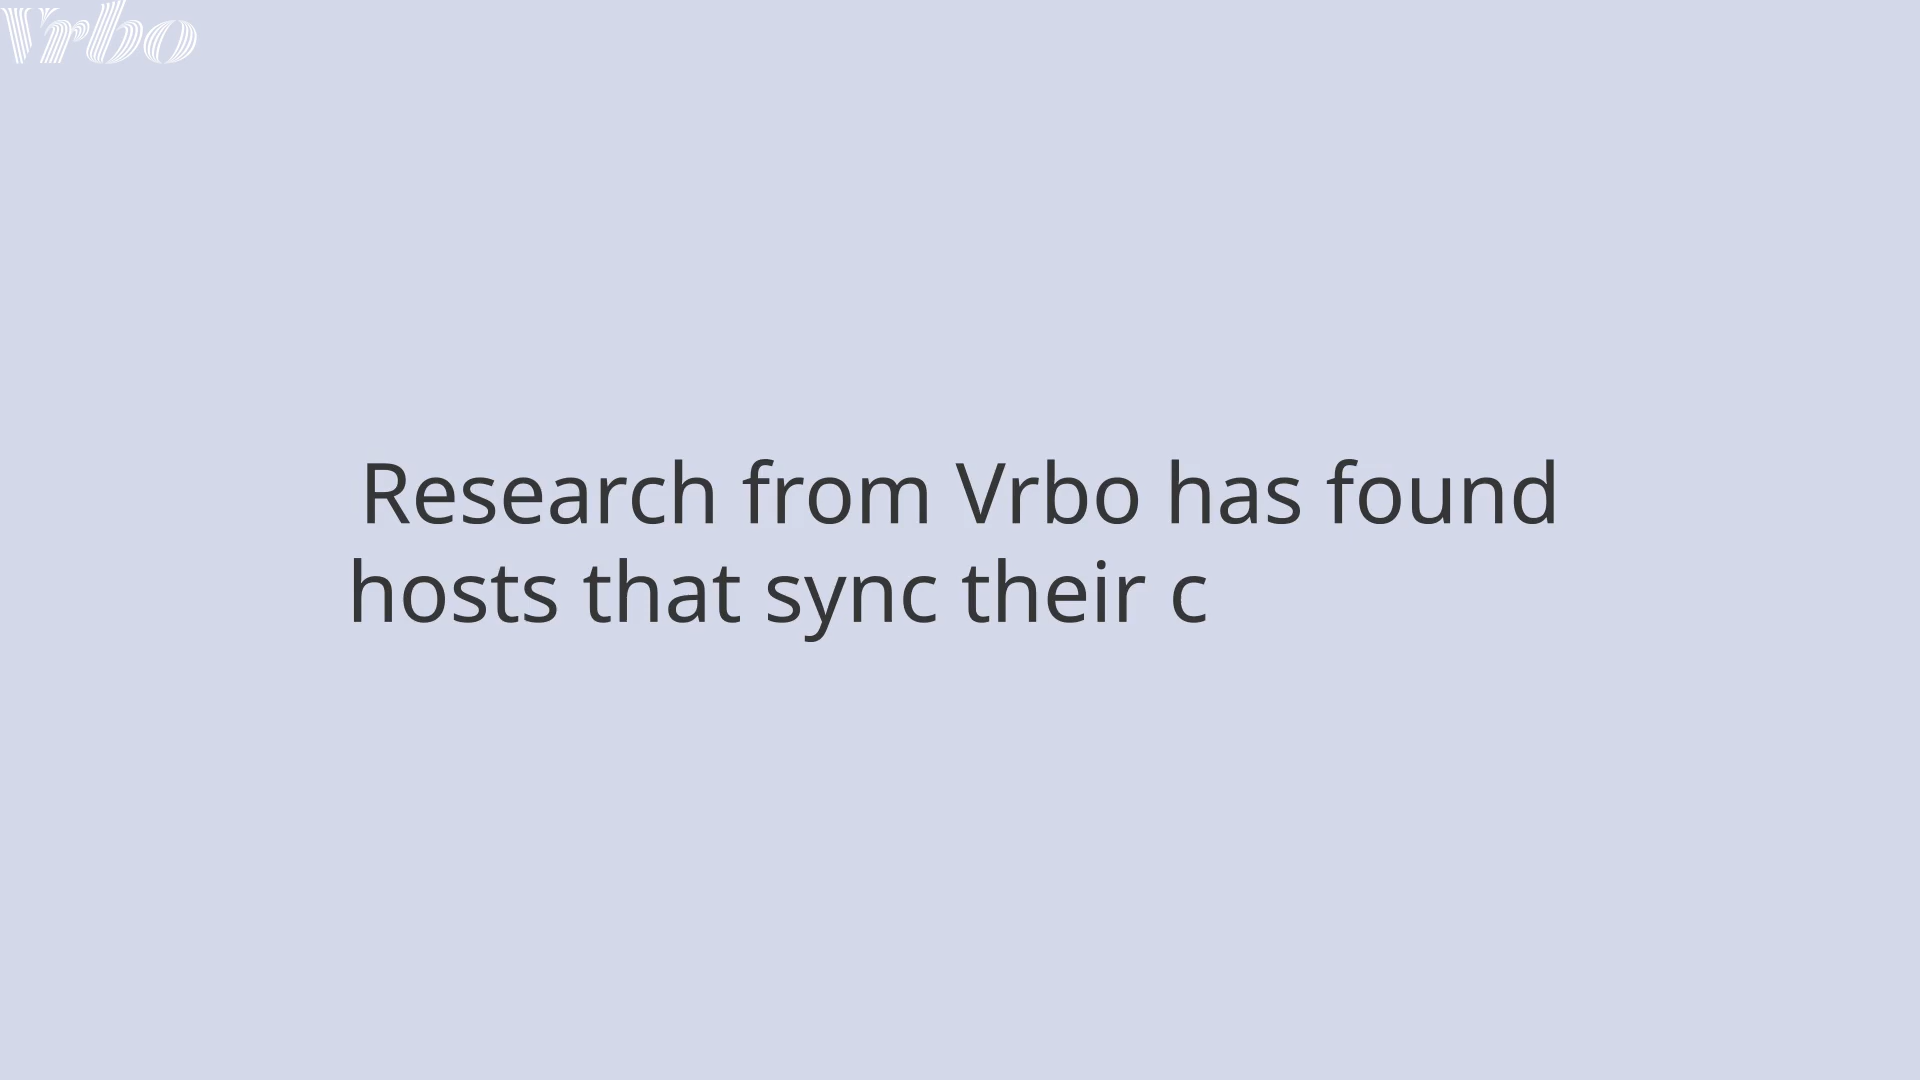 Vrbo
Research from Vrbo has found
hosts that sync their c